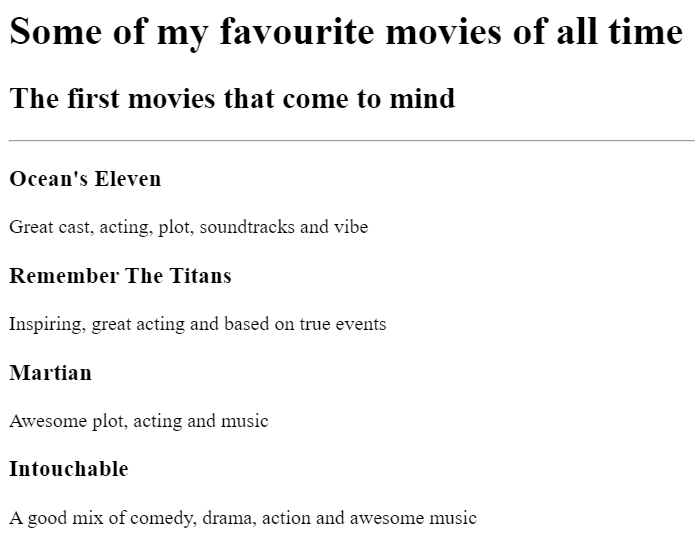 Some of my favourite movies of all time
The first movies that come to mind
Ocean's Eleven
Great cast, acting, plot, soundtracks and vibe
Remember The Titans
Inspiring, great acting and based on true events
Martian
Awesome plot, acting and music
Intouchable
A good mix of comedy, drama, action and awesome music